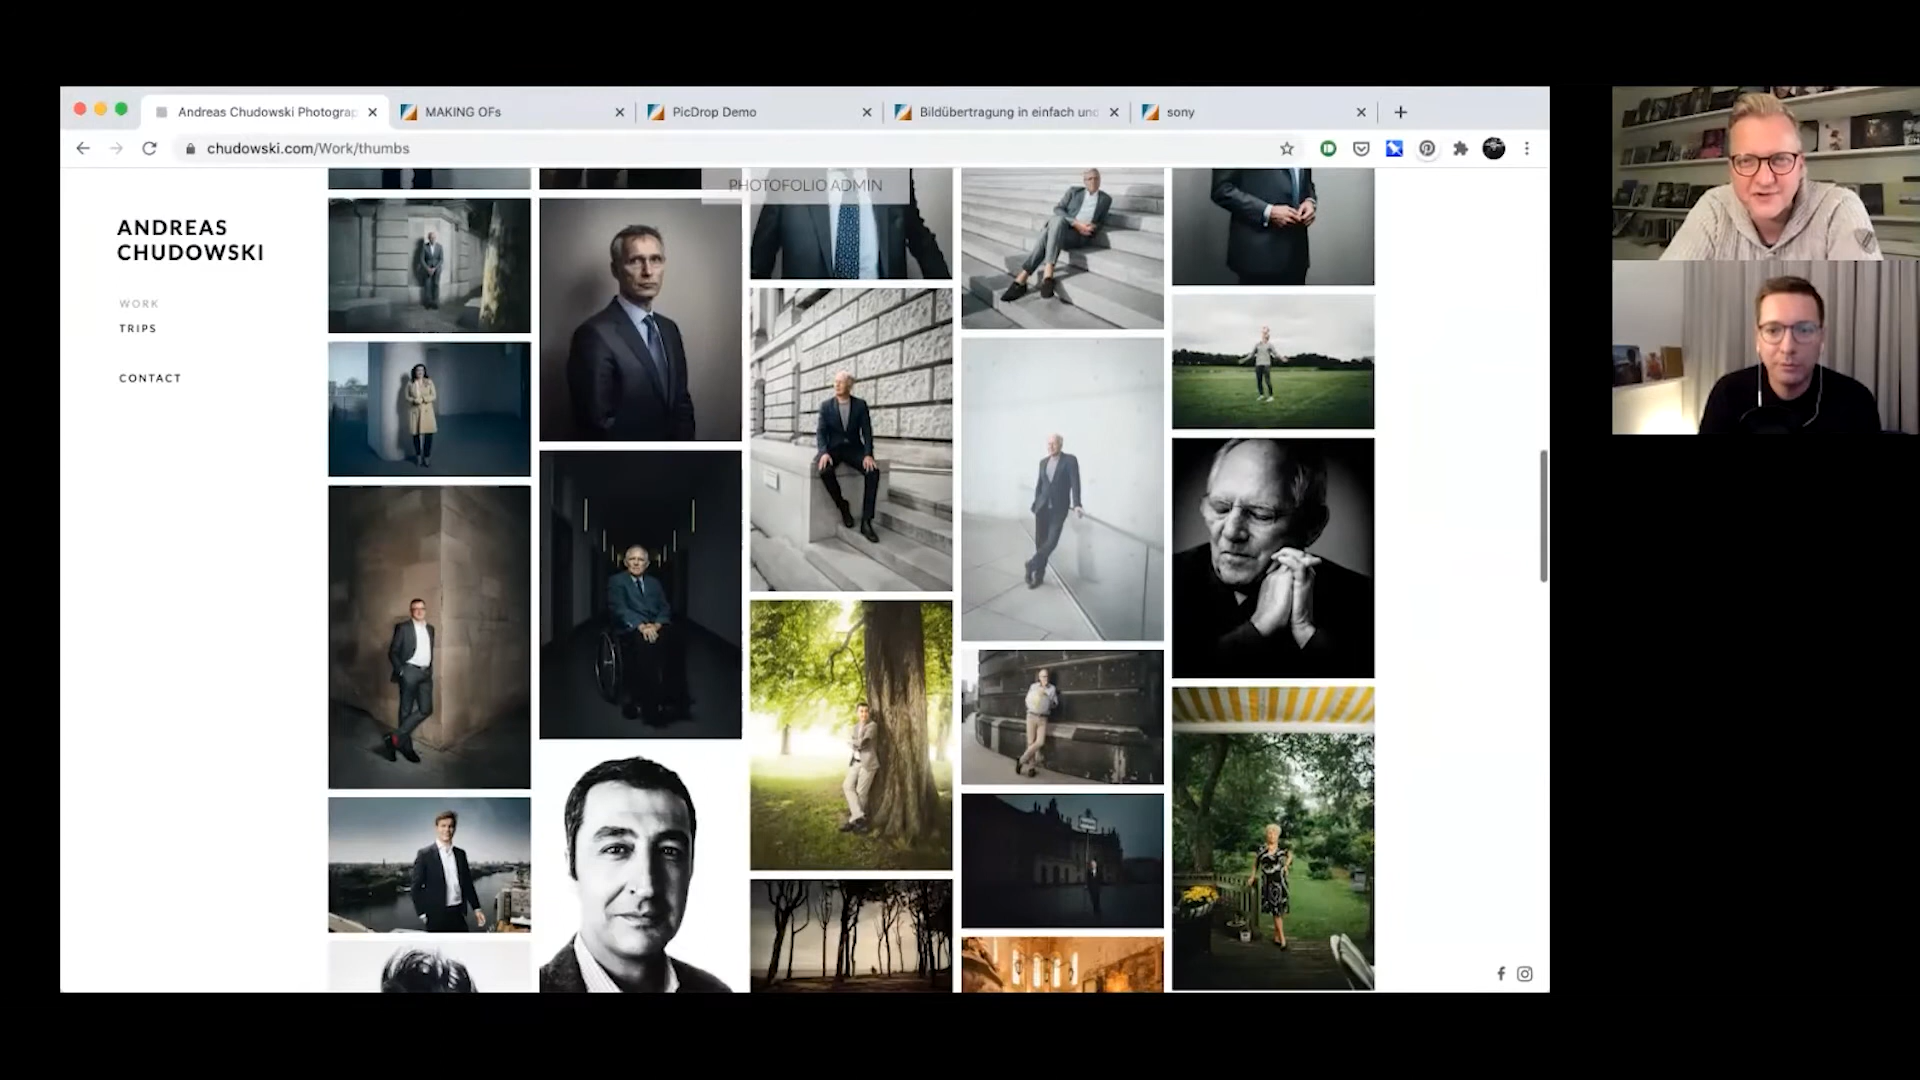 Andreas Chudowski Photograp
MAKING OFs
PicDrop Demo
Bildübertragung in einfach und
sony
chudowski.com/Work/thumbs
PHOTOFOLIO ADMIN
ANDREAS
CHUDOWSKI
WORK
TRIPS
CONTACT